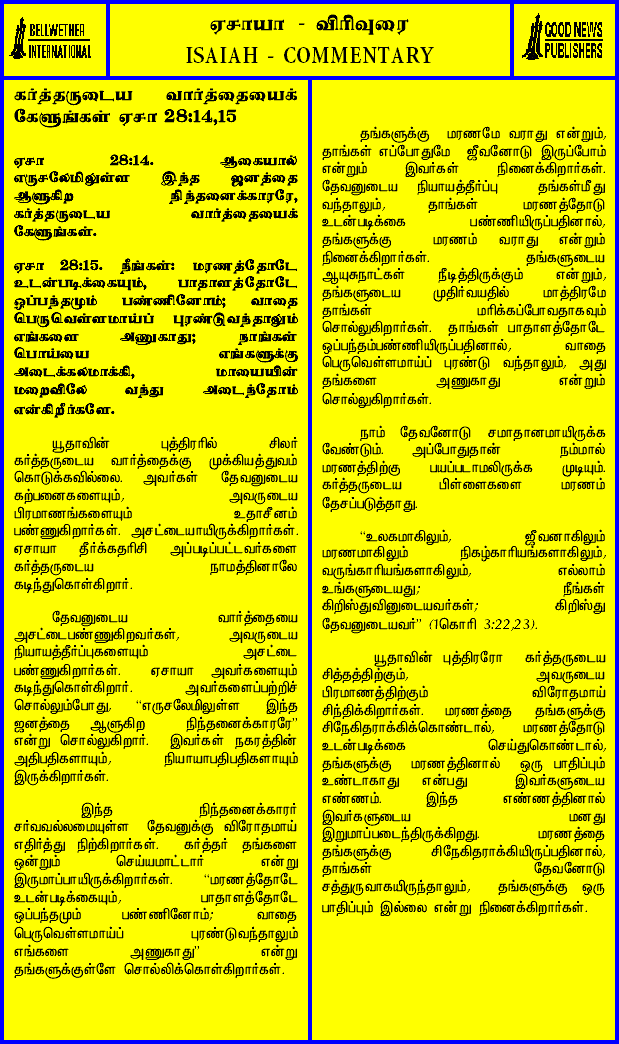 BELLWETHER
INTERNATIONAL
ஏசாயா - விரிவுரை
ISAIAH - COMMENTARY
GOOD NEWS
PUBLISHERS
கர்த்தருடைய வார்த்தையைக்
கேளுங்கள் ஏசா 28:14,15
ஏசா 28:14. ஆகையால்
எருசலேமிலுள்ள இந்த ஜனத்தை
ஆளுகிற நிந்தனைக்காரரே,
கர்த்தருடைய வார்த்தையைக்
கேளுங்கள்.
ஏசா 28:15. நீங்கள்: மரணத்தோடே
உடன்படிக்கையும், பாதாளத்தோடே
ஒப்பந்தமும் பண்ணினோம்; வாதை
பெருவெள்ளமாய்ப் புரண்டுவந்தாலும்
எங்களை அணுகாது; நாங்கள்
பொய்யை எங்களுக்கு
அடைக்கலமாக்கி, மாயையின்
மறைவிலே வந்து அடைந்தோம்
என்கிறீர்களே.
யூதாவின் புத்திரரில் சிலர்
கர்த்தருடைய வார்த்தைக்கு முக்கியத்துவம்
கொடுக்கவில்லை. அவர்கள் தேவனுடைய
கற்பனைகளையும், அவருடைய
பிரமாணங்களையும் உதாசீனம்
பண்ணுகிறார்கள். அசட்டையாயிருக்கிறார்கள்.
ஏசாயா தீர்க்கதரிசி அப்படிப்பட்டவர்களை
கர்த்தருடைய நாமத்தினாலே
கடிந்துகொள்கிறார்.
தேவனுடைய வார்த்தையை
அசட்டைபண்ணுகிறவர்கள், அவருடைய
நியாயத்தீர்ப்புகளையும் அசட்டை
பண்ணுகிறார்கள். ஏசாயா அவர்களையும்
கடிந்துகொள்கிறார். அவர்களைப்பற்றிச்
சொல்லும்போது, “எருசலேமிலுள்ள இந்த
ஜனத்தை ஆளுகிற நிந்தனைக்காரரே”
என்று சொல்லுகிறார். இவர்கள் நகரத்தின்
அதிபதிகளாயும், நியாயாபதிபதிகளாயும்
இருக்கிறார்கள்.
இந்த நிந்தனைக்காரர்
சர்வவல்லமையுள்ள தேவனுக்கு விரோதமாய்
எதிர்த்து நிற்கிறார்கள். கர்த்தர் தங்களை
ஒன்றும் செய்யமாட்டார் என்று
இருமாப்பாயிருக்கிறார்கள். “மரணத்தோடே
உடன்படிக்கையும், பாதாளத்தோடே
ஒப்பந்தமும் பண்ணினோம்; வாதை
பெருவெள்ளமாய்ப் புரண்டுவந்தாலும்
எங்களை அணுகாது” என்று
தங்களுக்குள்ளே சொல்லிக்கொள்கிறார்கள்.
தங்களுக்கு மரணமே வராது என்றும்,
தாங்கள் எப்போதுமே ஜீவனோடு இருப்போம்
என்றும் இவர்கள் நினைக்கிறார்கள்.
தேவனுடைய நியாயத்தீர்ப்பு தங்கள்மீது
வந்தாலும், தாங்கள் மரணத்தோடு
உடன்படிக்கை பண்ணியிருப்பதினால்,
தங்களுக்கு மரணம் வராது என்றும்
நினைக்கிறார்கள். தங்களுடைய
ஆயுசுநாட்கள் நீடித்திருக்கும் என்றும்,
தங்களுடைய முதிர்வயதில் மாத்திரமே
தாங்கள் மரிக்கப்போவதாகவும்
சொல்லுகிறார்கள். தாங்கள் பாதாளத்தோடே
ஒப்பந்தம்பண்ணியிருப்பதினால், வாதை
பெருவெள்ளமாய்ப் புரண்டு வந்தாலும், அது
தங்களை அணுகாது என்றும்
சொல்லுகிறார்கள்.
நாம் தேவனோடு சமாதானமாயிருக்க
வேண்டும். அப்போதுதான் நம்மால்
மரணத்திற்கு பயப்படாமலிருக்க முடியும்.
கர்த்தருடைய பிள்ளைகளை மரணம்
தேசப்படுத்தாது.
“உலகமாகிலும், ஜீவனாகிலும்
மரணமாகிலும் நிகழ்காரியங்களாகிலும்,
வருங்காரியங்களாகிலும், எல்லாம்
உங்களுடையது; நீங்கள்
கிறிஸ்துவினுடையவர்கள்; கிறிஸ்து
தேவனுடையவர்” (1கொரி 3:22,23).
யூதாவின் புத்திரரோ கர்த்தருடைய
சித்தத்திற்கும், அவருடைய
பிரமாணத்திற்கும் விரோதமாய்
சிந்திக்கிறார்கள். மரணத்தை தங்களுக்கு
சிநேகிதராக்கிக்கொண்டால், மரணத்தோடு
உடன்படிக்கை செய்துகொண்டால்,
தங்களுக்கு மரணத்தினால் ஒரு பாதிப்பும்
உண்டாகாது என்பது இவர்களுடைய
எண்ணம். இந்த எண்ணத்தினால்
இவர்களுடைய மனது
இறுமாப்படைந்திருக்கிறது. மரணத்தை
தங்களுக்கு சிநேகிதராக்கியிருப்பதினால்,
தாங்கள் தேவனோடு
சத்துருவாகயிருந்தாலும், தங்களுக்கு ஒரு
பாதிப்பும் இல்லை என்று நினைக்கிறார்கள்.